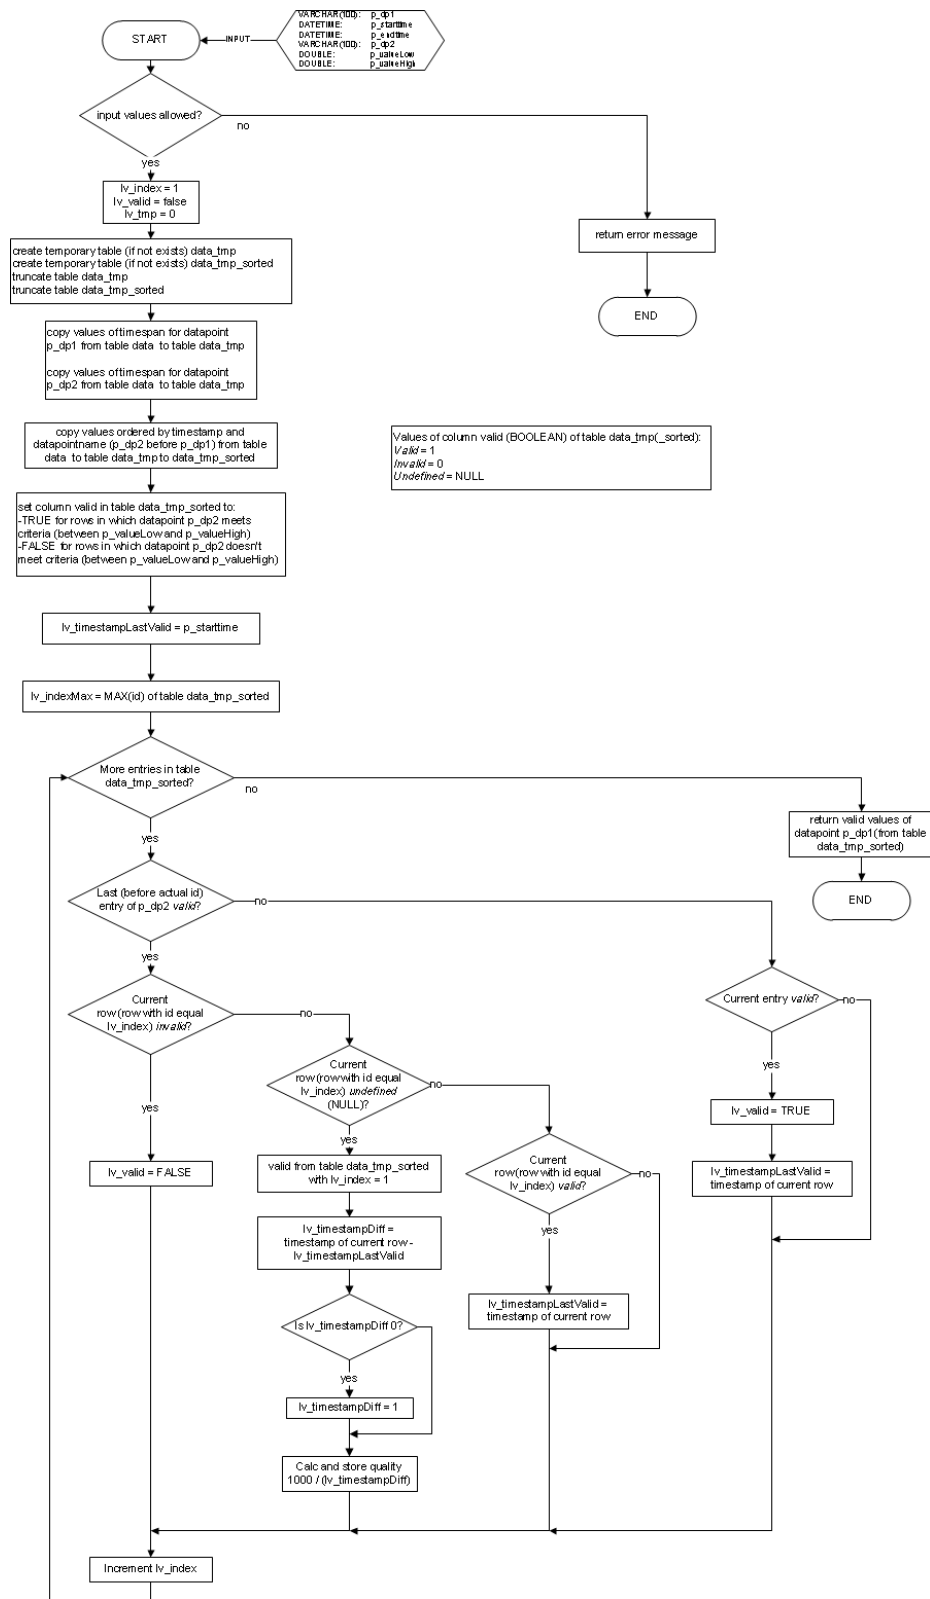 VARCHAR(100): p_dp1
DATETIME: p_starttime
DATETIME: p_endtime
VARCHAR(100): p_dp2
DOUBLE: p_valueLow
DOUBLE: p_valueHigh
START
INPUT
input values allowed?
no
yes
lv_index = 1
lv_valid = false
lv_tmp = 0
return error message
create temporary table (if not exists) data_tmp
create temporary table (if not exists) data_tmp_sorted
truncate table data_tmp
truncate table data_tmp_sorted
END
copy values of timespan for datapoint
p_dp1 from table data to table data_tmp
copy values of timespan for datapoint
p_dp2 from table data to table data_tmp
copy values ordered by timestamp and
datapointname (p_dp2 before p_dp1) from table
data to table data_tmp to data_tmp_sorted
Values of column valid (BOOLEAN) of table data_tmp(_sorted):
Valid = 1
Invalid = 0
Undefined = NULL
set column valid in table data_tmp_sorted to:
-TRUE for rows in which datapoint p_dp2 meets
criteria (between p_valueLow and p_valueHigh)
-FALSE for rows in which datapoint p_dp2 doesn't
meet criteria (between p_valueLow and p_valueHigh)
lv_timestampLastValid = p_starttime
lv_indexMax = MAX(id) of table data_tmp_sorted
More entries in table
data_tmp_sorted?
no
yes
return valid values of
datapoint p_dp1(from table
data_tmp_sorted)
END
Last (before actual id)
entry of p_dp2 valid?
no
yes
Current
row(row with id equal
lv_index) invalid?
no
yes
Current entry valid?
no
yes
Current
row(row with id equal
lv_index) undefined
(NULL)?
no
yes
lv_valid = TRUE
lv_valid = FALSE
valid from table data_tmp_sorted
with lv_index = 1
Current
row(row with id equal
lv_index) valid?
no
yes
lv_timestampLastValid =
timestamp of current row
lv_timestampDiff =
timestamp of current row -
lv_timestampLastValid
lv_timestampLastValid =
timestamp of current row
Is lv_timestampDiff 0?
yes
lv_timestampDiff = 1
Calc and store quality
1000 / (lv_timestampDiff)
Increment lv_index